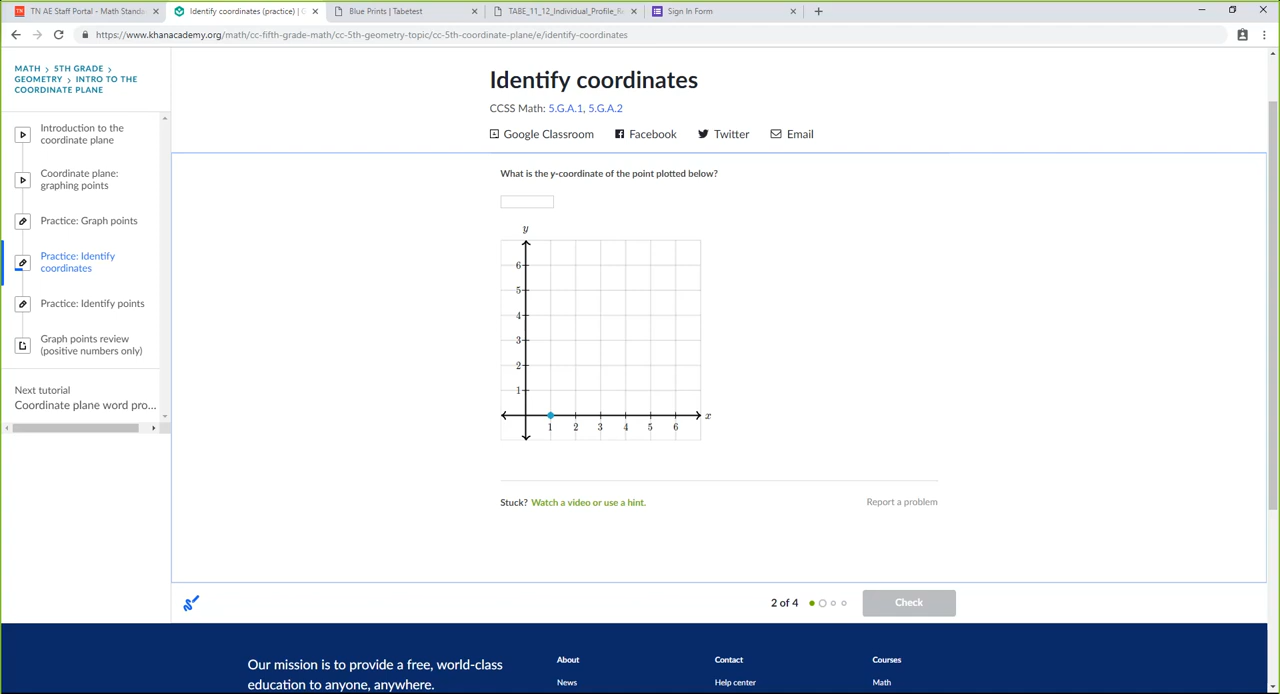 TN AE Staff Portal - Math Standa
Identify coordinates (practice) | G
Blue Prints | Tabetest
TABE_11_12_Individual_Profile_Re
Sign In Form
https://www.khanacademy.org/math/cc-fifth-grade-math/cc-5th-geometry-topic/cc-5th-coordinate-plane/e/identify-coordinates
MATH > 5TH GRADE >
GEOMETRY > INTRO TO THE
COORDINATE PLANE
Introduction to the
coordinate plane
Coordinate plane:
graphing points
Practice: Graph points
Practice: Identify
coordinates
Practice: Identify points
Graph points review
(positive numbers only)
Next tutorial
Coordinate plane word pro...
Identify coordinates
CCSS Math: 5.G.A.1, 5.G.A.2
Google Classroom Facebook Twitter Email
What is the y-coordinate of the point plotted below?
y
6
5
4
3
2
1
x
1 2 3 4 5 6
Stuck? Watch a video or use a hint.
Report a problem
2 of 4
Check
Our mission is to provide a free, world-class
education to anyone, anywhere.
About
News
Contact
Help center
Courses
Math